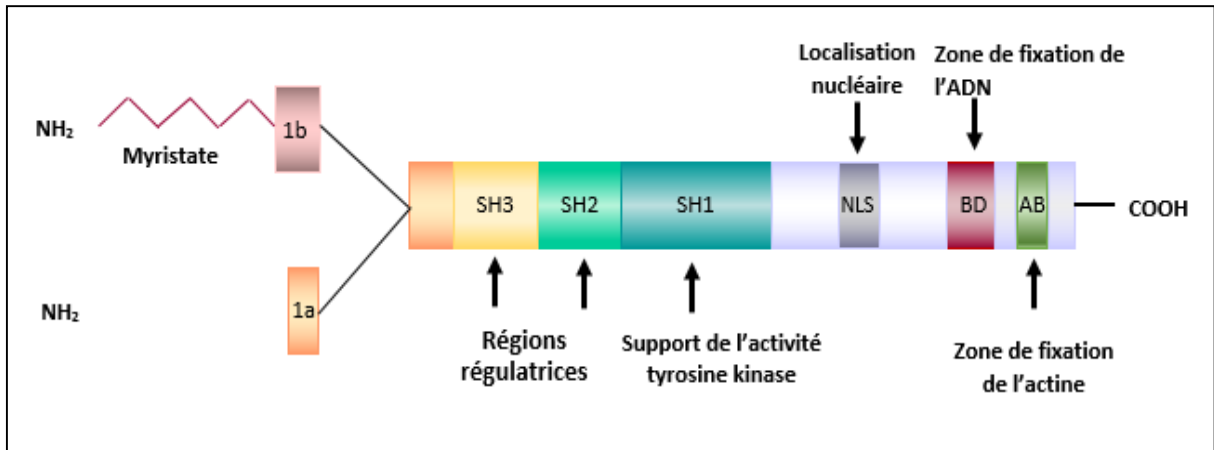 Localisation
nucléaire
Zone de fixation de
l’ADN
NH₂
Myristate
1b
SH3
SH2
SH1
NLS
BD
AB
COOH
NH₂
1a
Régions
régulatrices
Support de l’activité
tyrosine kinase
Zone de fixation
de l’actine